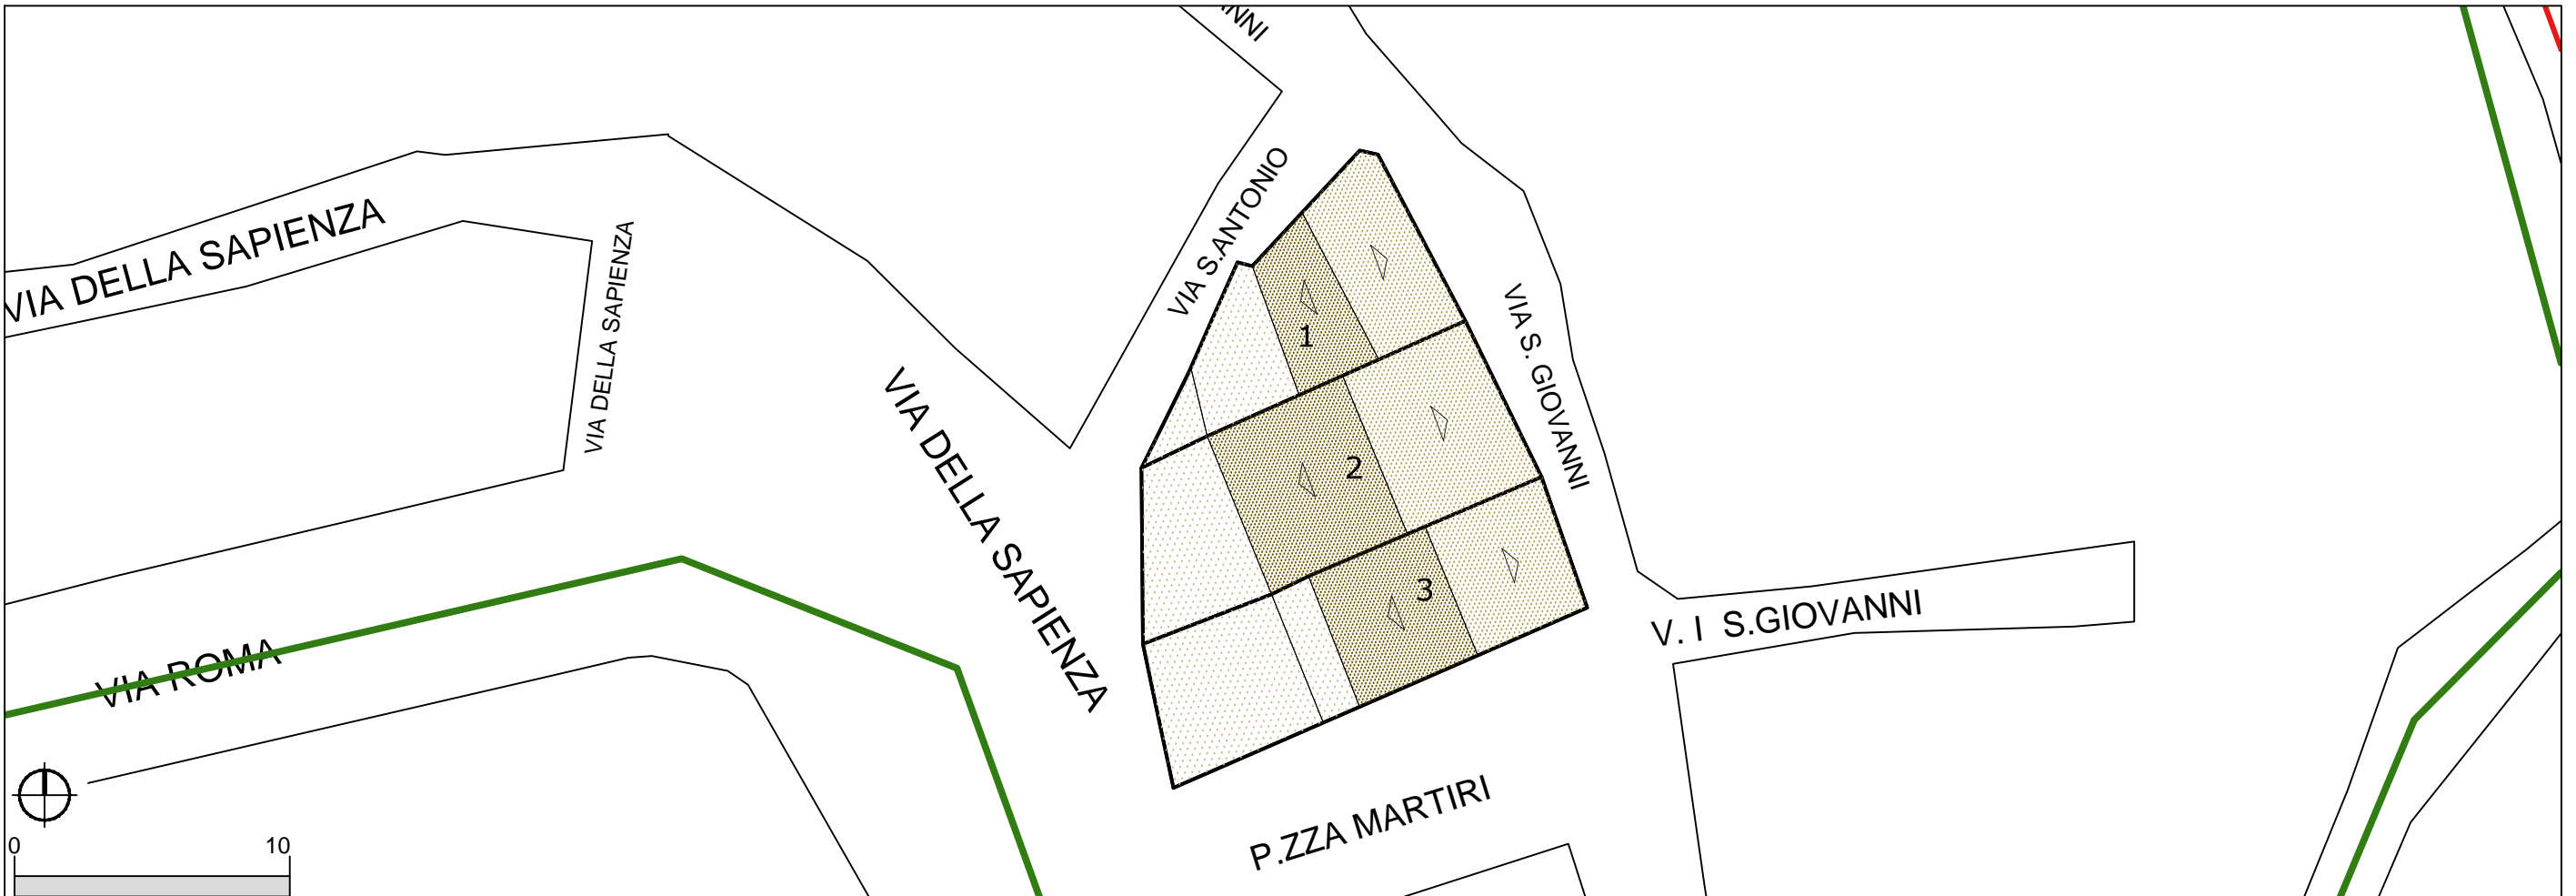 VIA S.ANTONIO
VIA DELLA SAPIENZA
VIA DELLA SAPIENZA
VIA S. GIOVANNI
1
VIA DELLA SAPIENZA
2
3
V. I S.GIOVANNI
VIA ROMA
P.ZZA MARTIRI
0 10